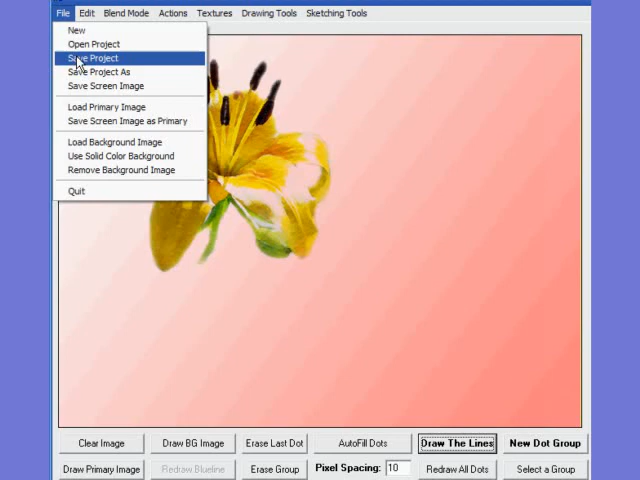 File Edit Blend Mode Actions Textures Drawing Tools Sketching Tools
New
Open Project
Save Project
Save Project As
Save Screen Image
Load Primary Image
Save Screen Image as Primary
Load Background Image
Use Solid Color Background
Remove Background Image
Quit
Clear Image Draw BG Image Erase Last Dot AutoFill Dots Draw The Lines New Dot Group
Draw Primary Image Redraw Blueline Erase Group Pixel Spacing: 10 Redraw All Dots Select a Group